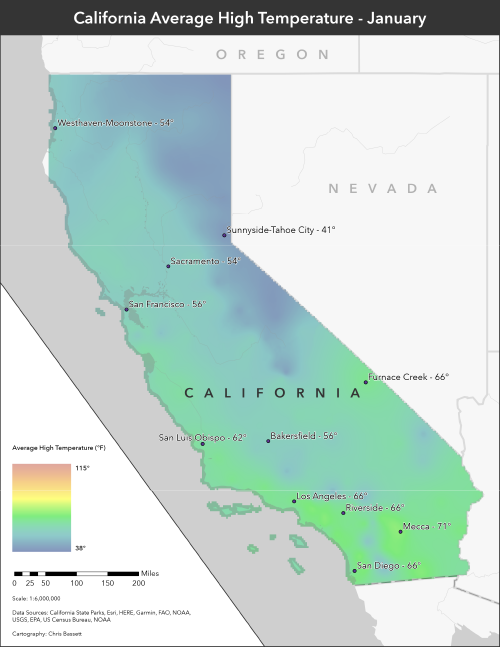 California Average High Temperature - January
OREGON
NEVADA
Westhaven-Moonstone - 54°
Sunnyside-Tahoe City - 41°
Sacramento - 54°
San Francisco - 56°
Furnace Creek - 66°
CALIFORNIA
San Luis Obispo - 62°
Bakersfield - 56°
Los Angeles - 66°
Riverside - 66°
Mecca - 71°
San Diego - 66°
Average High Temperature (°F)
115°
38°
Miles
0 25 50 100 150 200
Scale: 1:6,000,000
Data Sources: California State Parks, Esri, HERE, Garmin, FAO, NOAA,
USGS, EPA, US Census Bureau, NOAA
Cartography: Chris Bassett